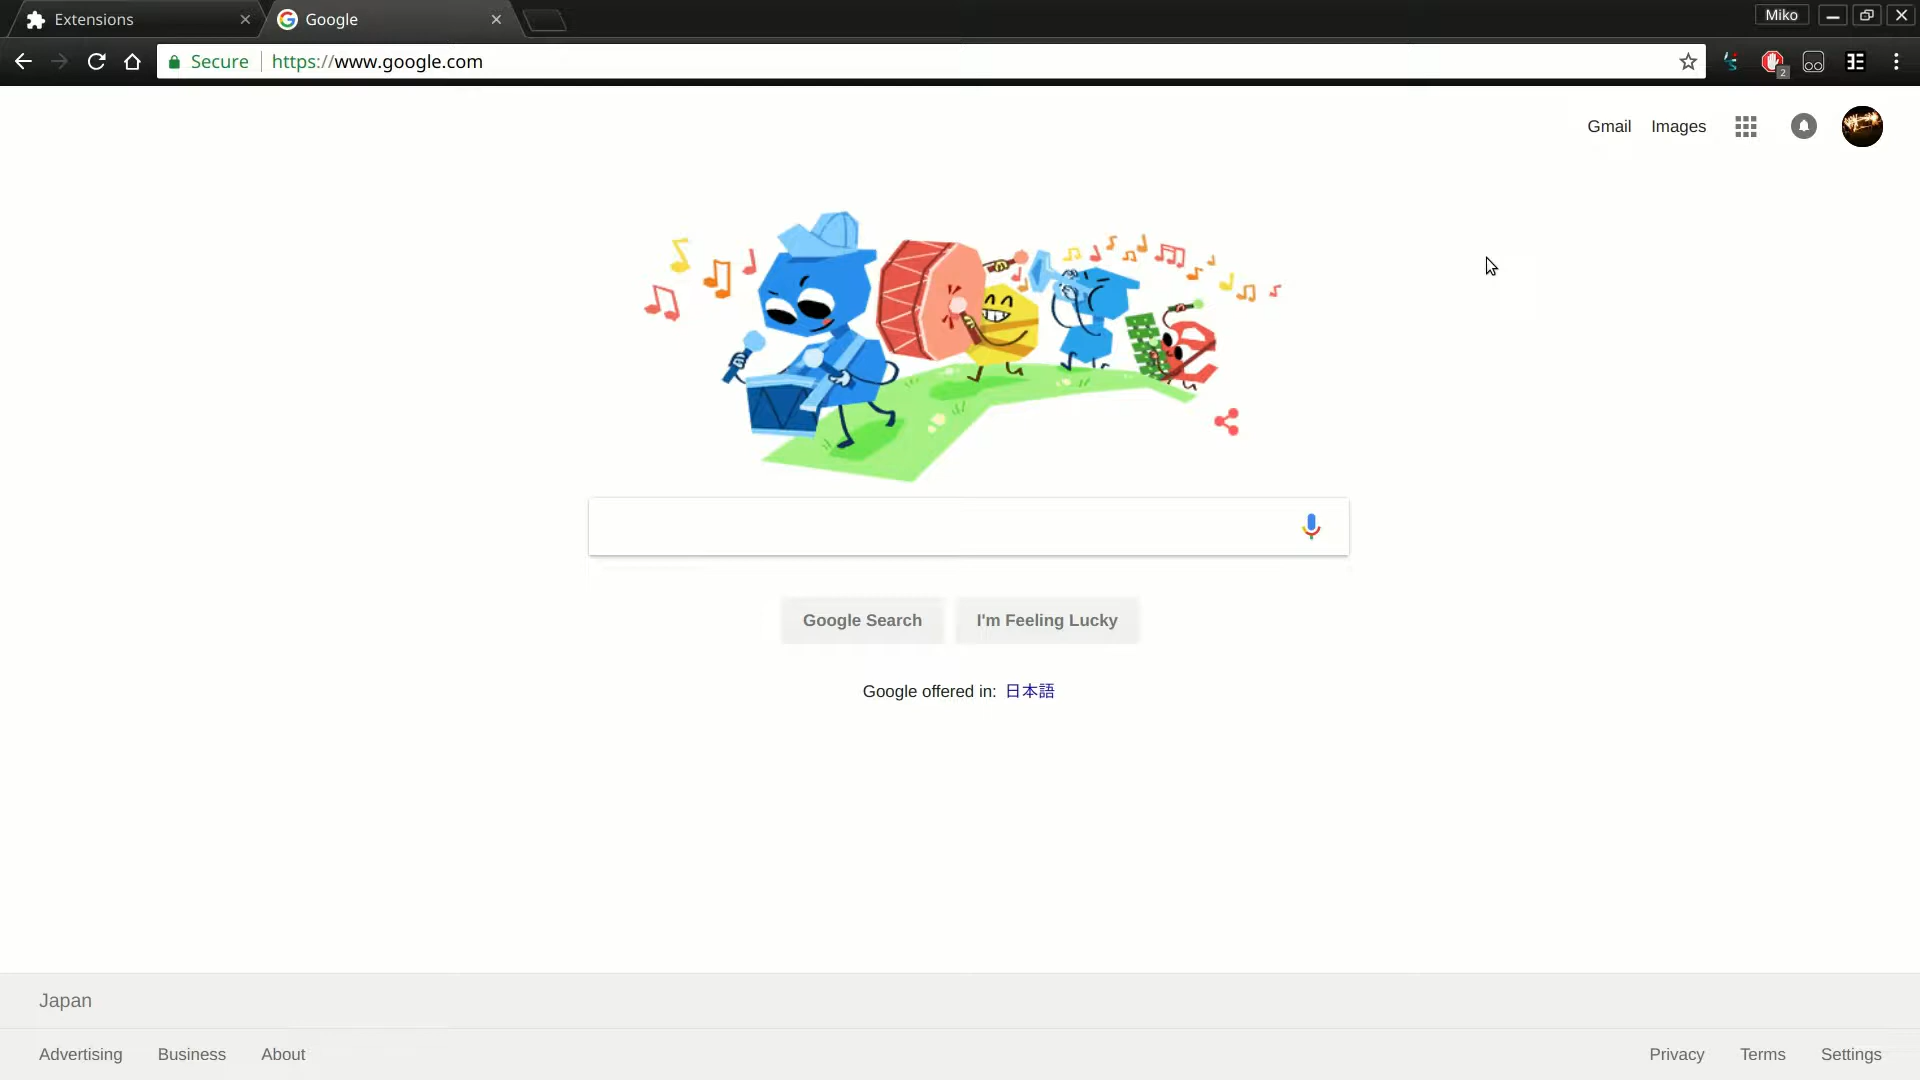 Extensions
Google
Miko
Secure
https://www.google.com
2
Gmail
Images
Google Search
I'm Feeling Lucky
Google offered in: 日本語
Japan
Advertising
Business
About
Privacy
Terms
Settings